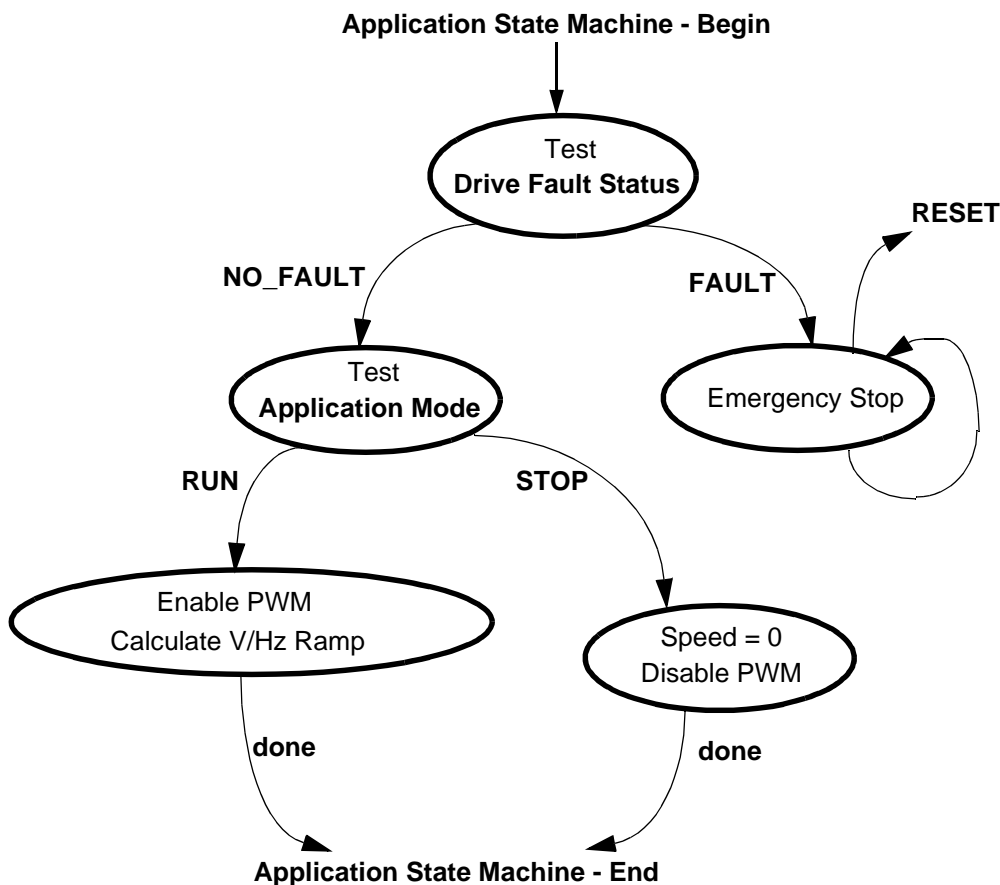 Application State Machine - Begin
Test
Drive Fault Status
RESET
NO_FAULT
FAULT
Test
Application Mode
Emergency Stop
RUN
STOP
Enable PWM
Calculate V/Hz Ramp
Speed = 0
Disable PWM
done
done
Application State Machine - End